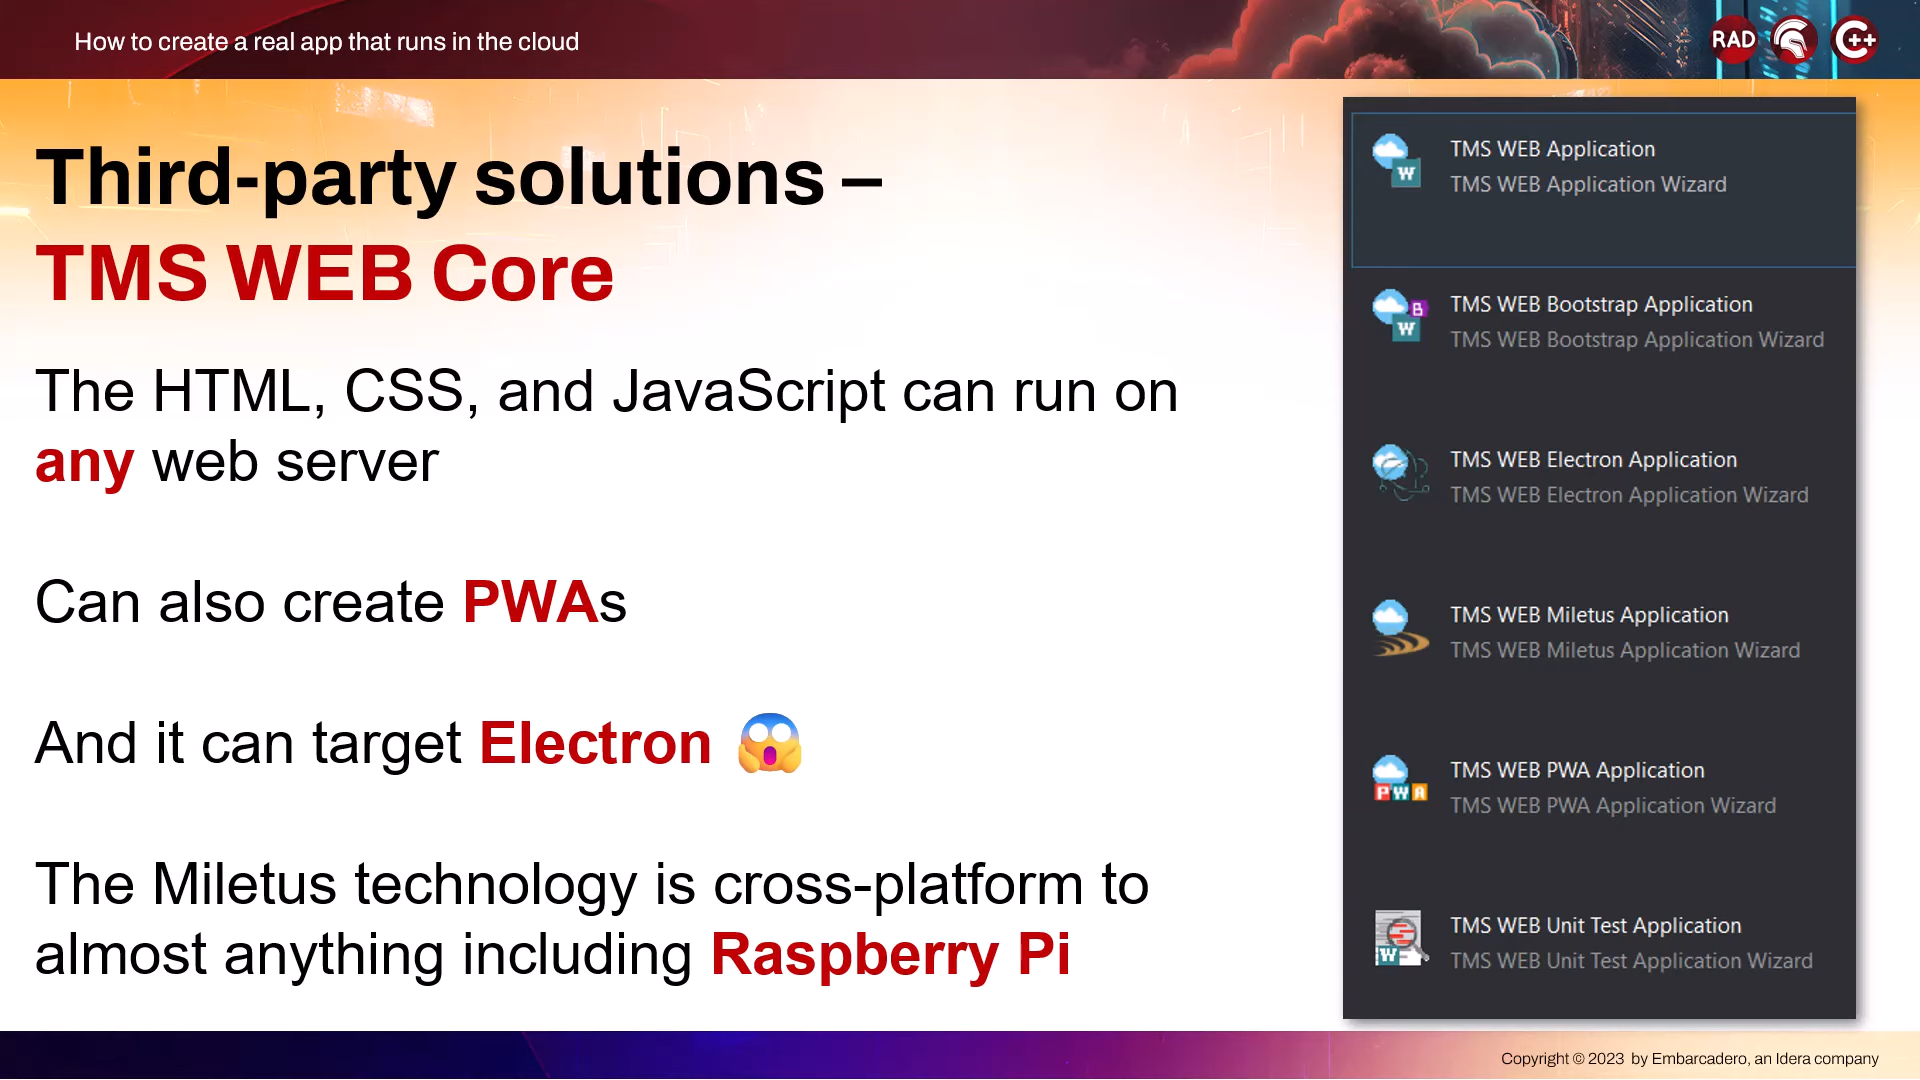 How to create a real app that runs in the cloud
RAD
C++
Third-party solutions –
TMS WEB Core
The HTML, CSS, and JavaScript can run on
any web server
Can also create PWAs
And it can target Electron 😱
The Miletus technology is cross-platform to
almost anything including Raspberry Pi
W
TMS WEB Application
TMS WEB Application Wizard
B
W
TMS WEB Bootstrap Application
TMS WEB Bootstrap Application Wizard
TMS WEB Electron Application
TMS WEB Electron Application Wizard
TMS WEB Miletus Application
TMS WEB Miletus Application Wizard
PWA
TMS WEB PWA Application
TMS WEB PWA Application Wizard
W
TMS WEB Unit Test Application
TMS WEB Unit Test Application Wizard
Copyright © 2023 by Embarcadero, an Idera company